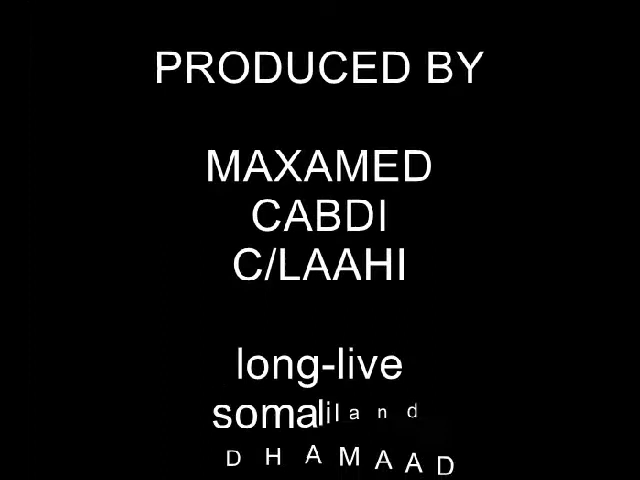 PRODUCED BY
MAXAMED
CABDI
C/LAAHI
long-live
somaliland
DHAMAAD